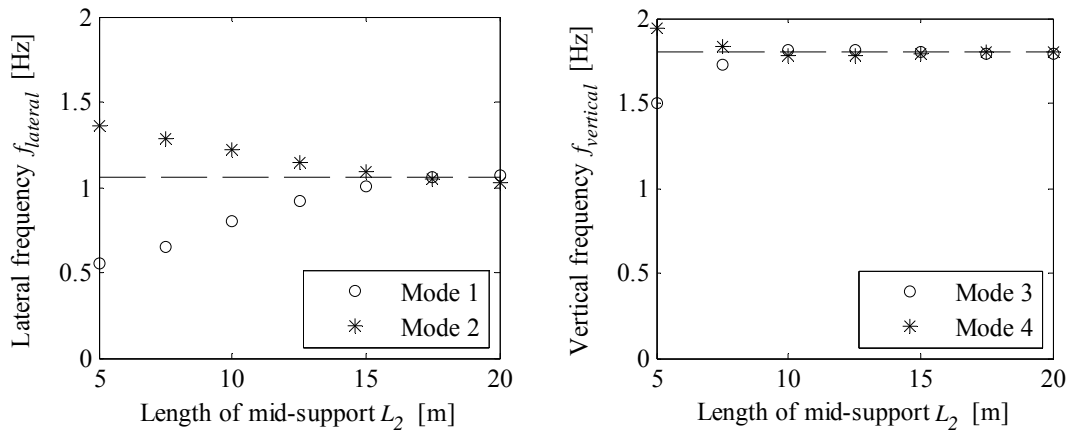 Lateral frequency f_lateral [Hz]
2
1.5
1
0.5
0
5
10
15
20
Length of mid-support L_2 [m]
Mode 1
Mode 2
Vertical frequency f_vertical [Hz]
2
1.5
1
0.5
0
5
10
15
20
Length of mid-support L_2 [m]
Mode 3
Mode 4